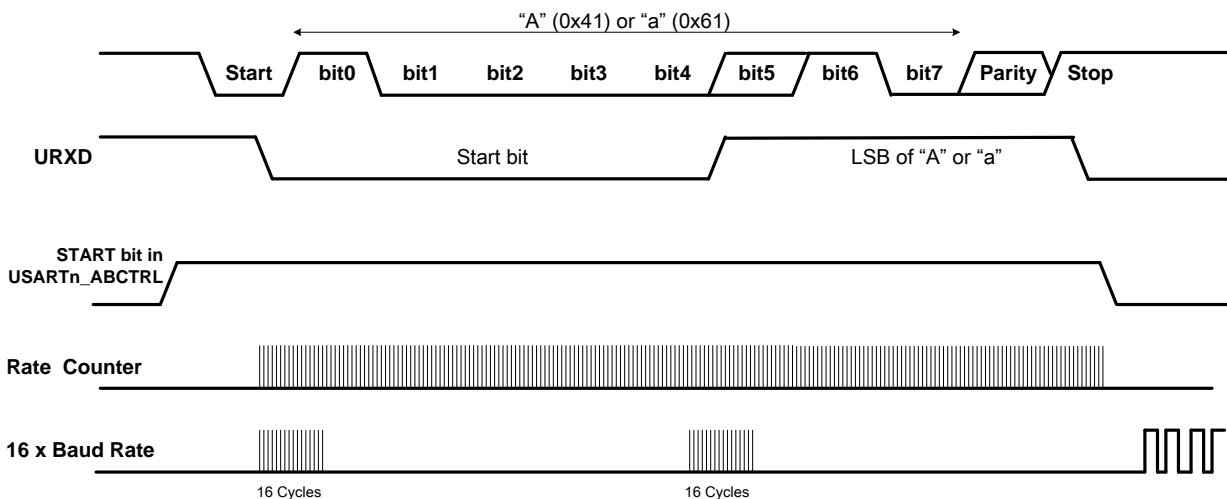 “A” (0x41) or “a” (0x61)
Start bit0 bit1 bit2 bit3 bit4 bit5 bit6 bit7 Parity Stop
URXD
Start bit
LSB of “A” or “a”
START bit in
USARTn_ABCTRL
Rate Counter
16 x Baud Rate
16 Cycles
16 Cycles